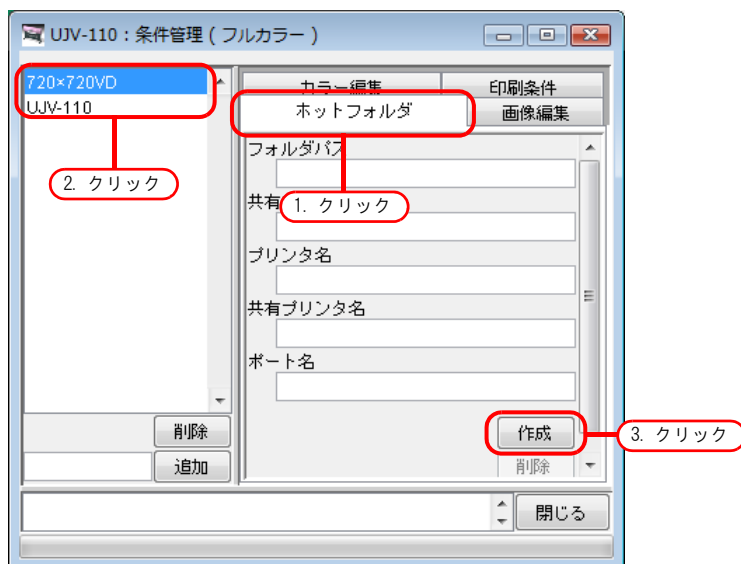 UJV-110：条件管理 ( フルカラー )
720×720VD
UJV-110
2. クリック
カラー編集
印刷条件
ホットフォルダ
画像編集
フォルダパス
1. クリック
共有
プリンタ名
共有プリンタ名
ポート名
削除
作成
3. クリック
追加
削除
閉じる